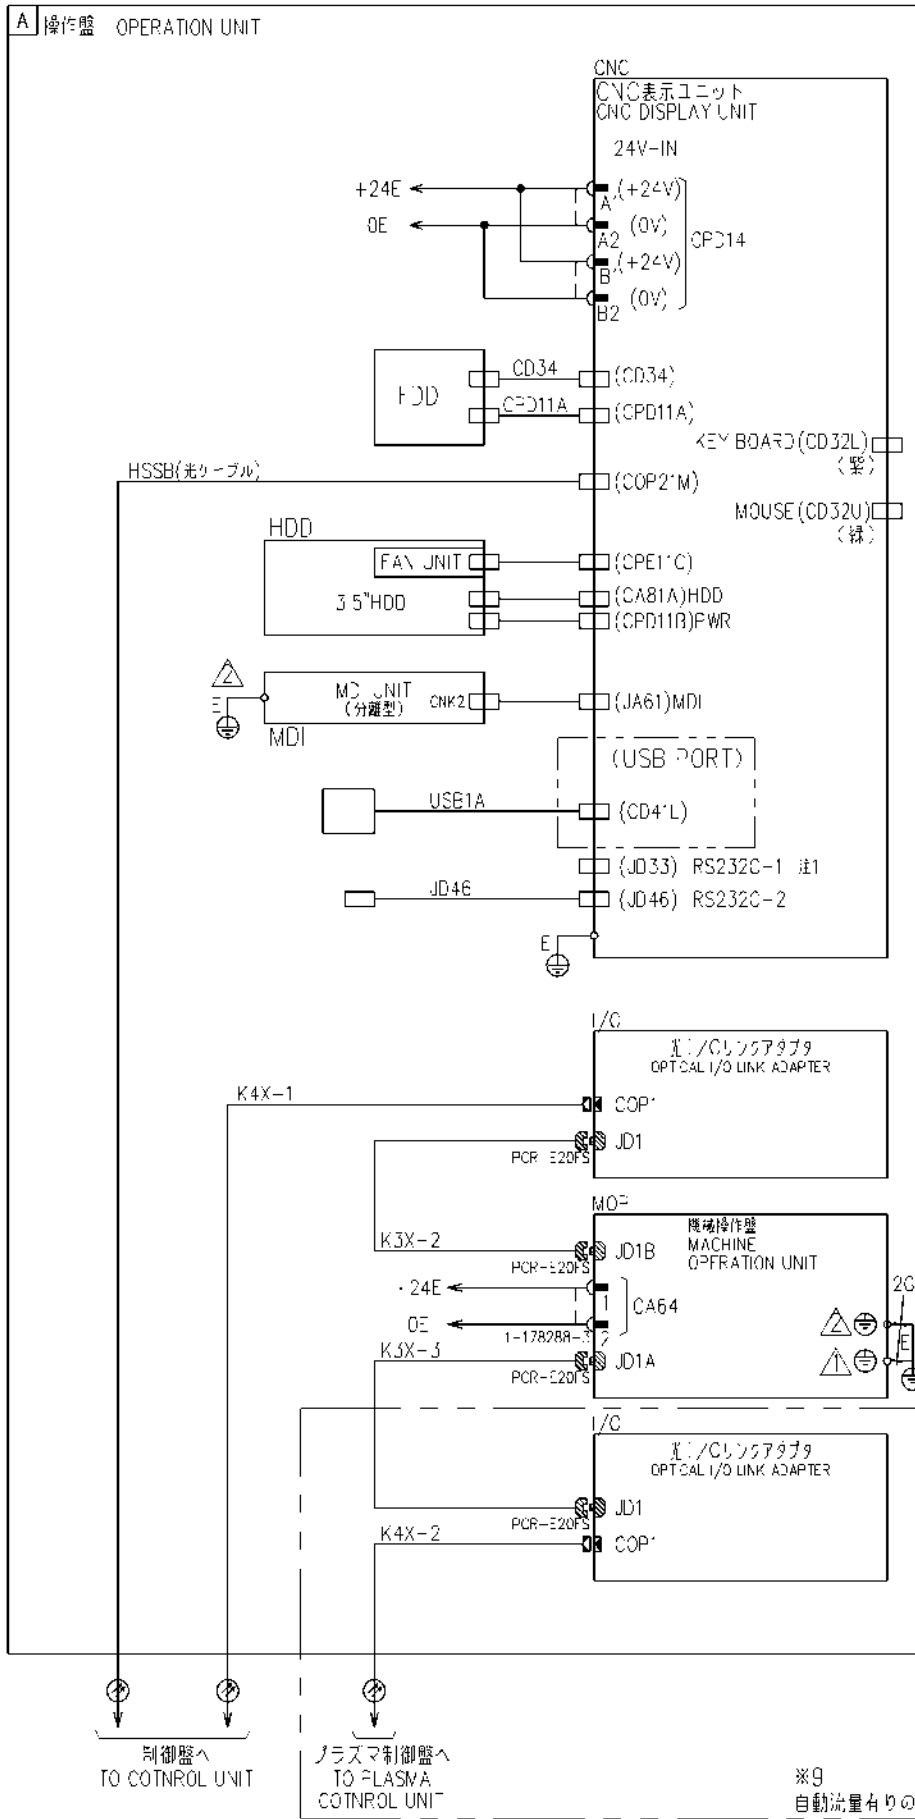 A 操作盤 OPERATION UNIT
CNC
CNC表示ユニット
CNC DISPLAY UNIT
24V-IN
+24E
(+24V)
0E
A2 (0V)
CPD14
(+24V)
B2 (0V)
HDD
CD34
(CD34)
CPD11A
(CPD11A)
KEY BOARD(CD32L)
(紫)
HSSB(光ケーブル)
(COP21M)
MOUSE(CD32U)
(緑)
HDD
FAN UNIT
(CPE11C)
3.5"HDD
(CA81A)HDD
(CPD11B)PWR
2
E
MDI UNIT
(分離型)
CNK2
(JA61)MDI
MDI
(USB PORT)
USB1A
(CD41L)
(JD33) RS232C-1 注1
JD46
(JD46) RS232C-2
E
I/O
光I/Oリンクアダプタ
OPTICAL I/O LINK ADAPTER
K4X-1
COP1
JD1
PCR-E20FS
MOP
機械操作盤
MACHINE
OPERATION UNIT
K3X-2
JD1B
PCR-E20FS
24E
1
CA64
0E
1-178288-3
2
2
E
K3X-3
JD1A
PCR-E20FS
1
I/O
光I/Oリンクアダプタ
OPTICAL I/O LINK ADAPTER
JD1
PCR-E20FS
K4X-2
COP1
制御盤へ
TO COTNROL UNIT
プラズマ制御盤へ
TO PLASMA
COTNROL UNIT
※9
自動流量有りの